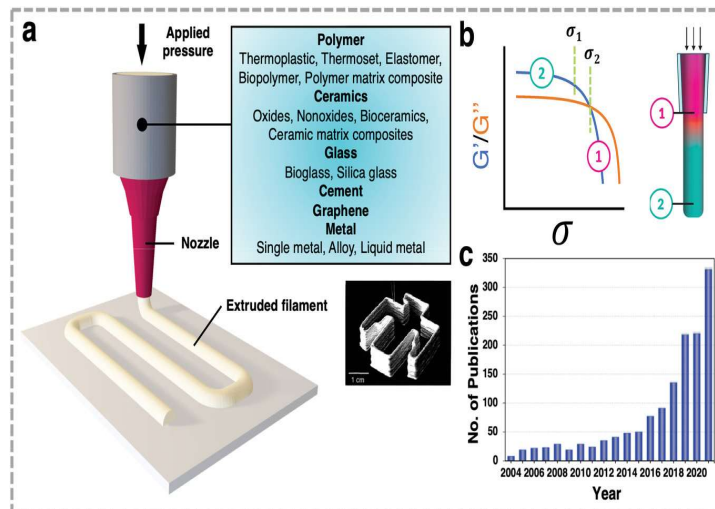 a
Applied
pressure
Polymer
Thermoplastic, Thermoset, Elastomer,
Biopolymer, Polymer matrix composite
Ceramics
Oxides, Nonoxides, Bioceramics,
Ceramic matrix composites
Glass
Bioglass, Silica glass
Cement
Graphene
Metal
Single metal, Alloy, Liquid metal
Nozzle
Extruded filament
1 cm
b
σ1
σ2
2
1
G'/G''
σ
1
2
c
350
300
250
200
150
100
50
0
No. of Publications
2004 2006 2008 2010 2012 2014 2016 2018 2020
Year